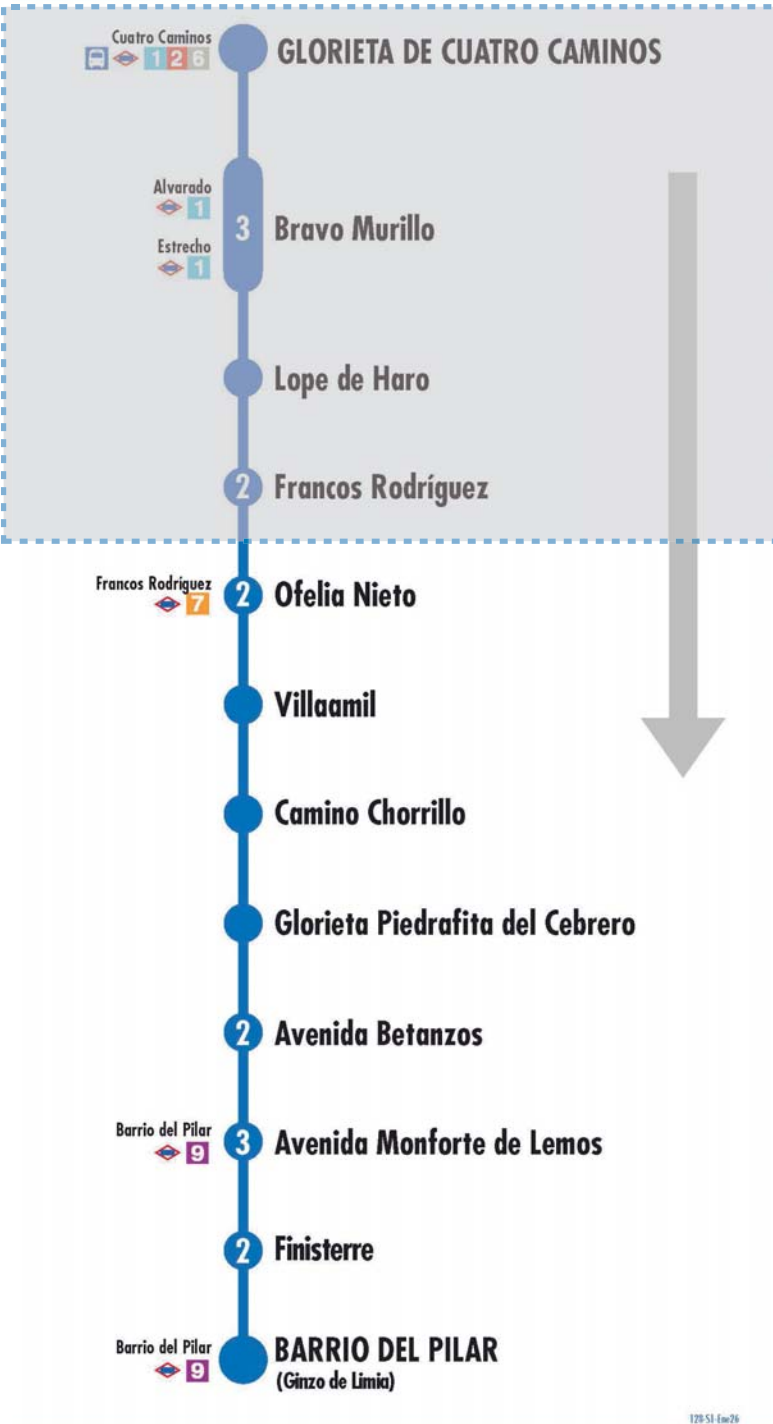 Cuatro Caminos
1 2 6
GLORIETA DE CUATRO CAMINOS
Alvarado
1
Estrecho
1
3
Bravo Murillo
Lope de Haro
2
Francos Rodríguez
Francos Rodríguez
7
2
Ofelia Nieto
Villaamil
Camino Chorrillo
Glorieta Piedrafita del Cebrero
2
Avenida Betanzos
Barrio del Pilar
9
3
Avenida Monforte de Lemos
2
Finisterre
Barrio del Pilar
9
BARRIO DEL PILAR
(Ginzo de Limia)
128-S1-Ene26